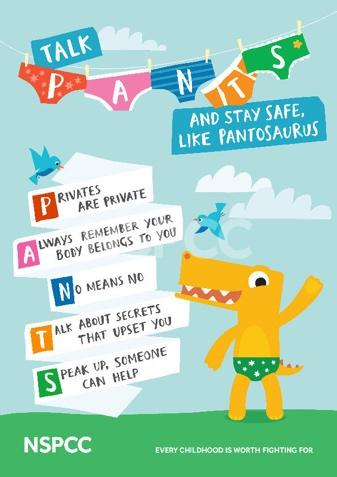 TALK
PANTS
AND STAY SAFE,
LIKE PANTOSAURUS
PRIVATES
ARE PRIVATE
ALWAYS REMEMBER YOUR
BODY BELONGS TO YOU
NO MEANS NO
TALK ABOUT SECRETS
THAT UPSET YOU
SPEAK UP, SOMEONE
CAN HELP
NSPCC
EVERY CHILDHOOD IS WORTH FIGHTING FOR